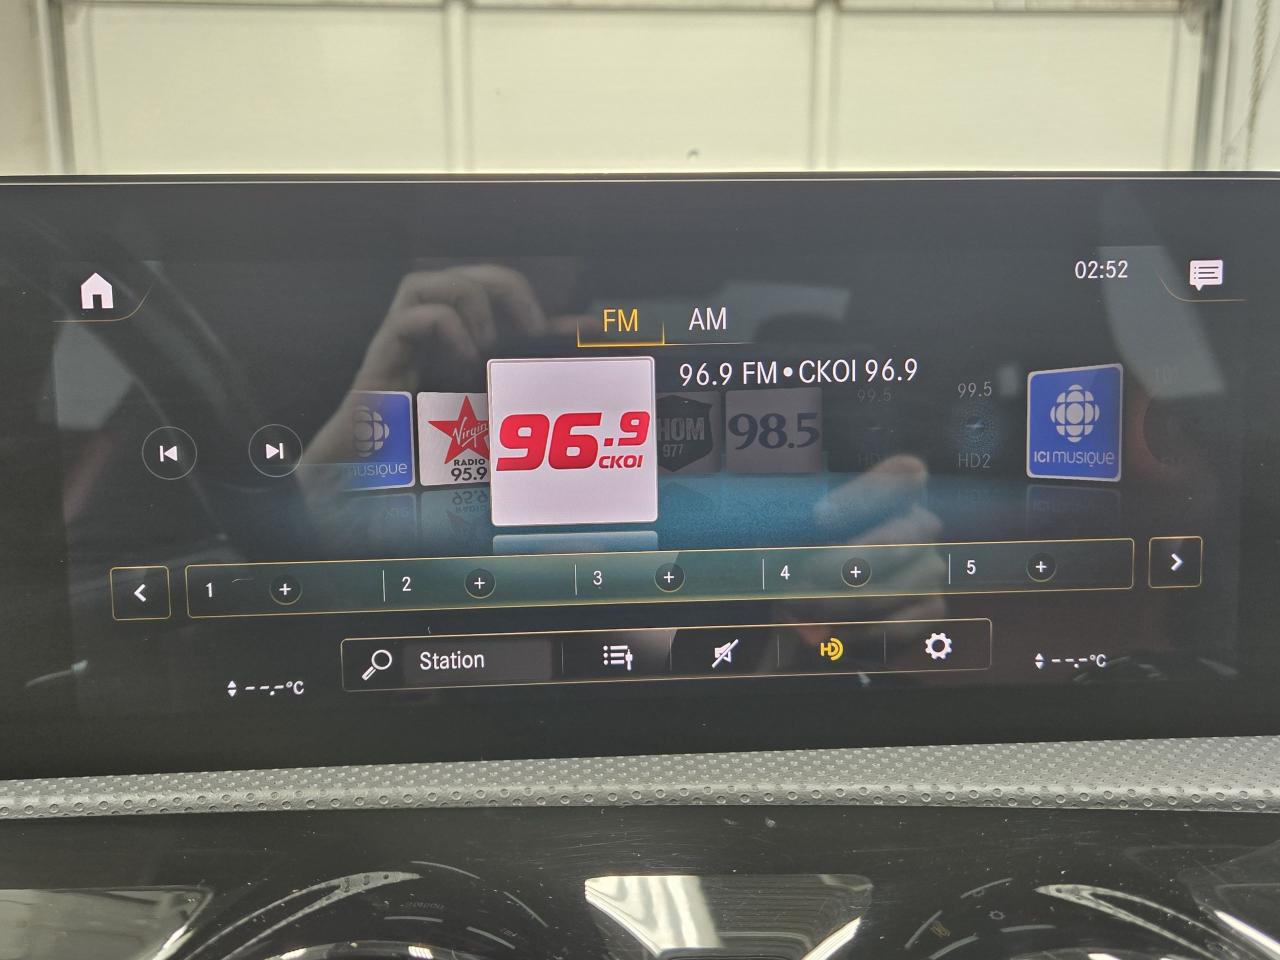 02:52
FM AM
96.9 FM•CKOI 96.9
99.5
99.5
musique
Virgin
RADIO
95.9
96.9
CKOI
HOM
977
98.5
HD2
ICI musique
1 + 2 + 3 + 4 + 5 +
Station
HD
--.-°C
--.-°C